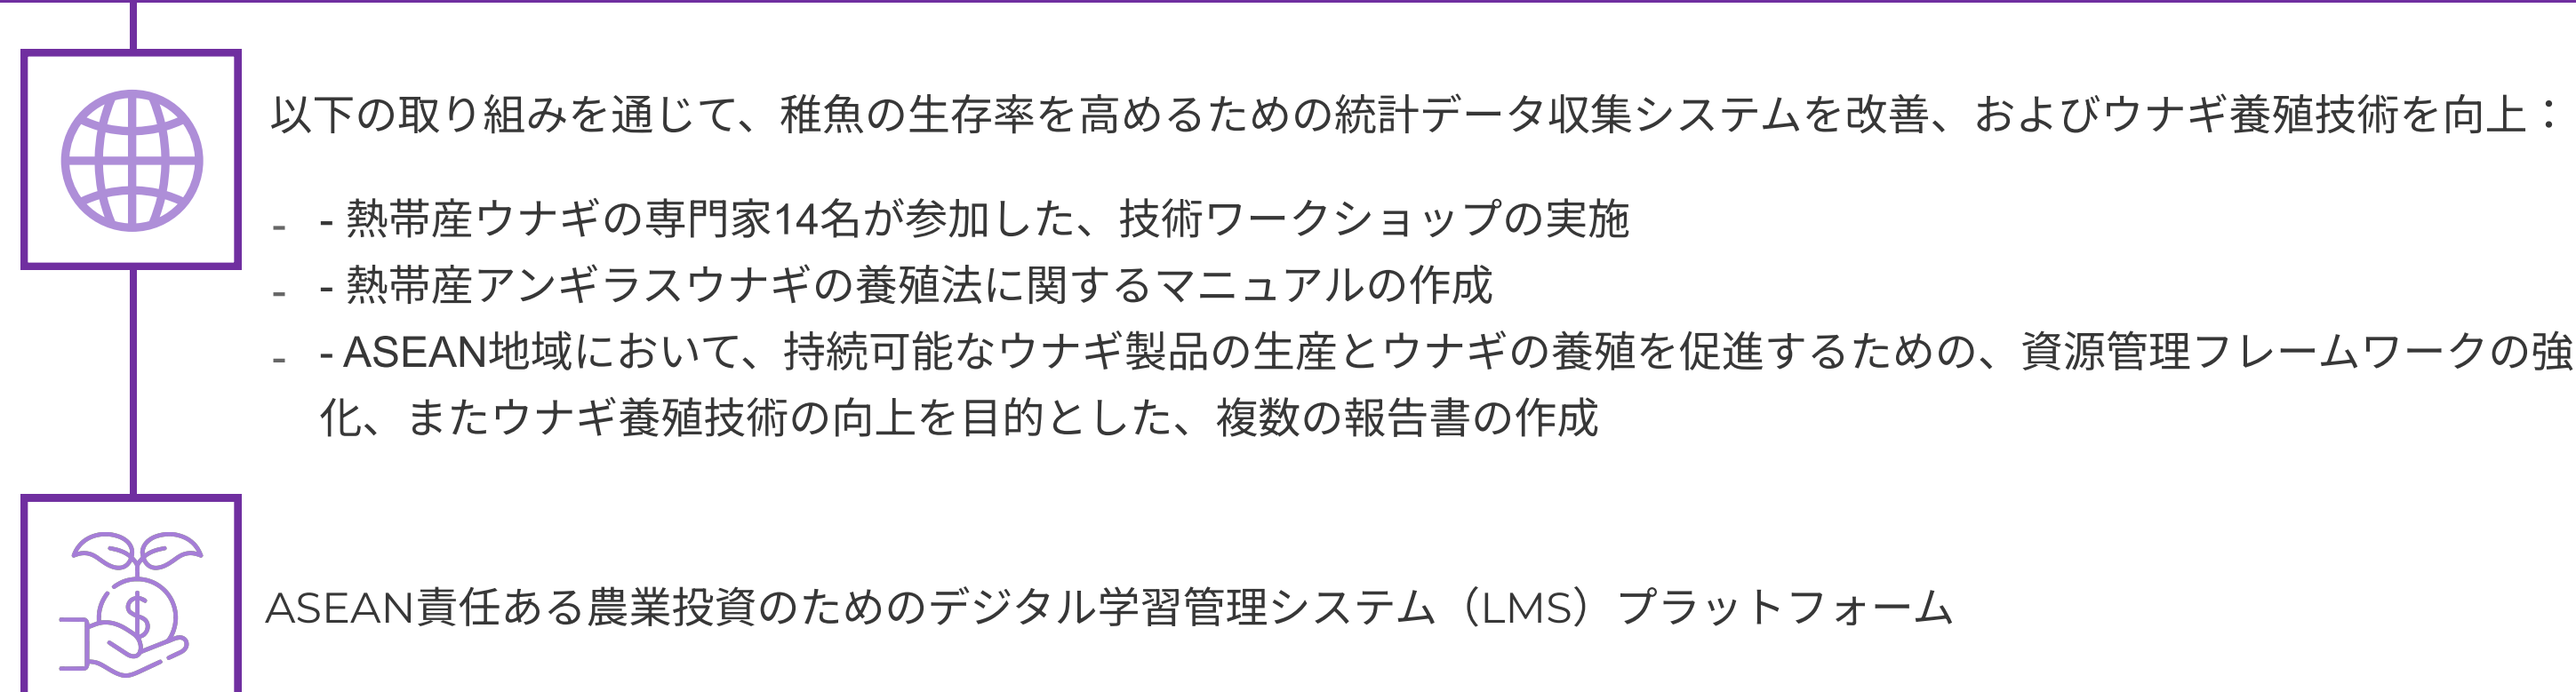 以下の取り組みを通じて、稚魚の生存率を高めるための統計データ収集システムを改善、およびウナギ養殖技術を向上：
- - 熱帯産ウナギの専門家14名が参加した、技術ワークショップの実施
- - 熱帯産アンギラスウナギの養殖法に関するマニュアルの作成
- - ASEAN地域において、持続可能なウナギ製品の生産とウナギの養殖を促進するための、資源管理フレームワークの強
化、またウナギ養殖技術の向上を目的とした、複数の報告書の作成
ASEAN責任ある農業投資のためのデジタル学習管理システム（LMS）プラットフォーム